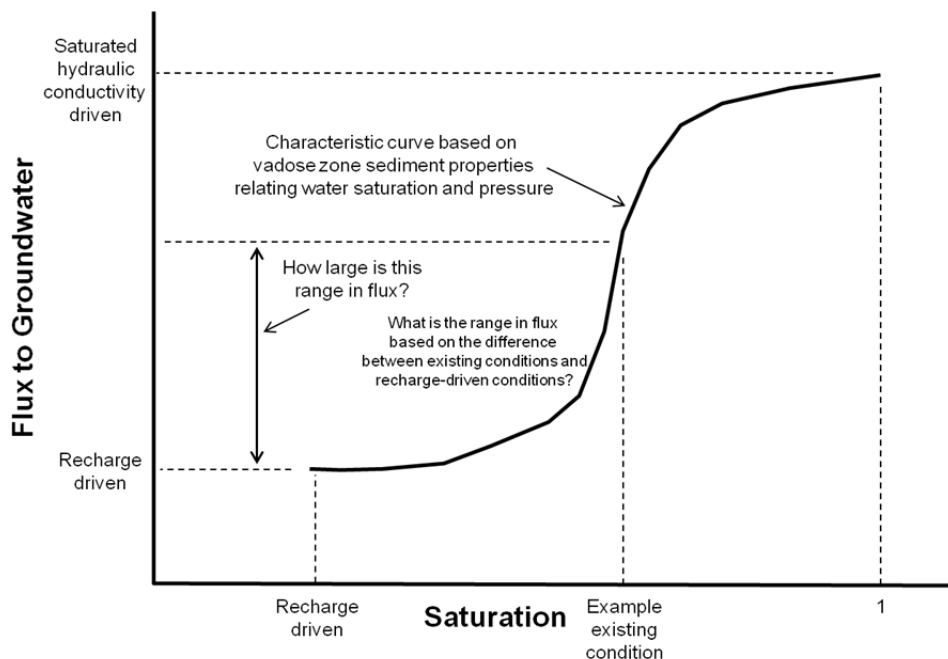 Saturated
hydraulic
conductivity
driven
Characteristic curve based on
vadose zone sediment properties
relating water saturation and pressure
How large is this
range in flux?
What is the range in flux
based on the difference
between existing conditions and
recharge-driven conditions?
Flux to Groundwater
Recharge
driven
Recharge
driven
Saturation
Example
existing
condition
1